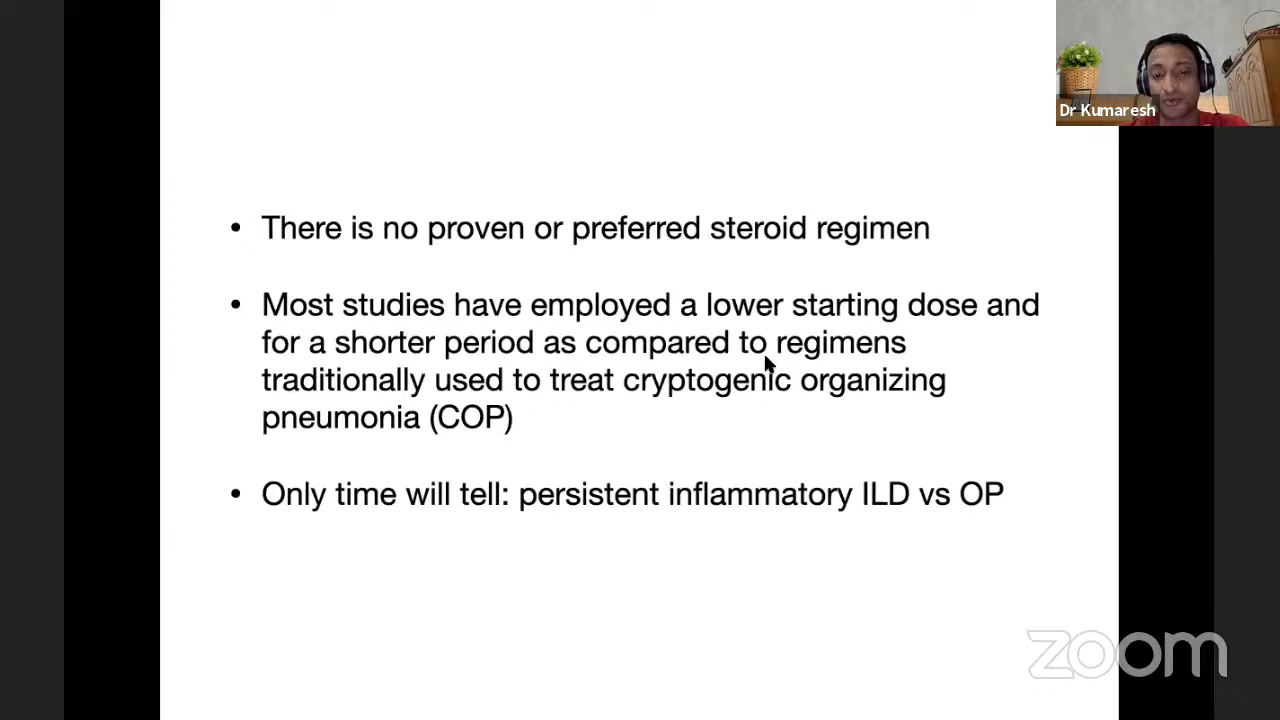 Dr Kumaresh
• There is no proven or preferred steroid regimen
• Most studies have employed a lower starting dose and
for a shorter period as compared to regimens
traditionally used to treat cryptogenic organizing
pneumonia (COP)
• Only time will tell: persistent inflammatory ILD vs OP
zoom